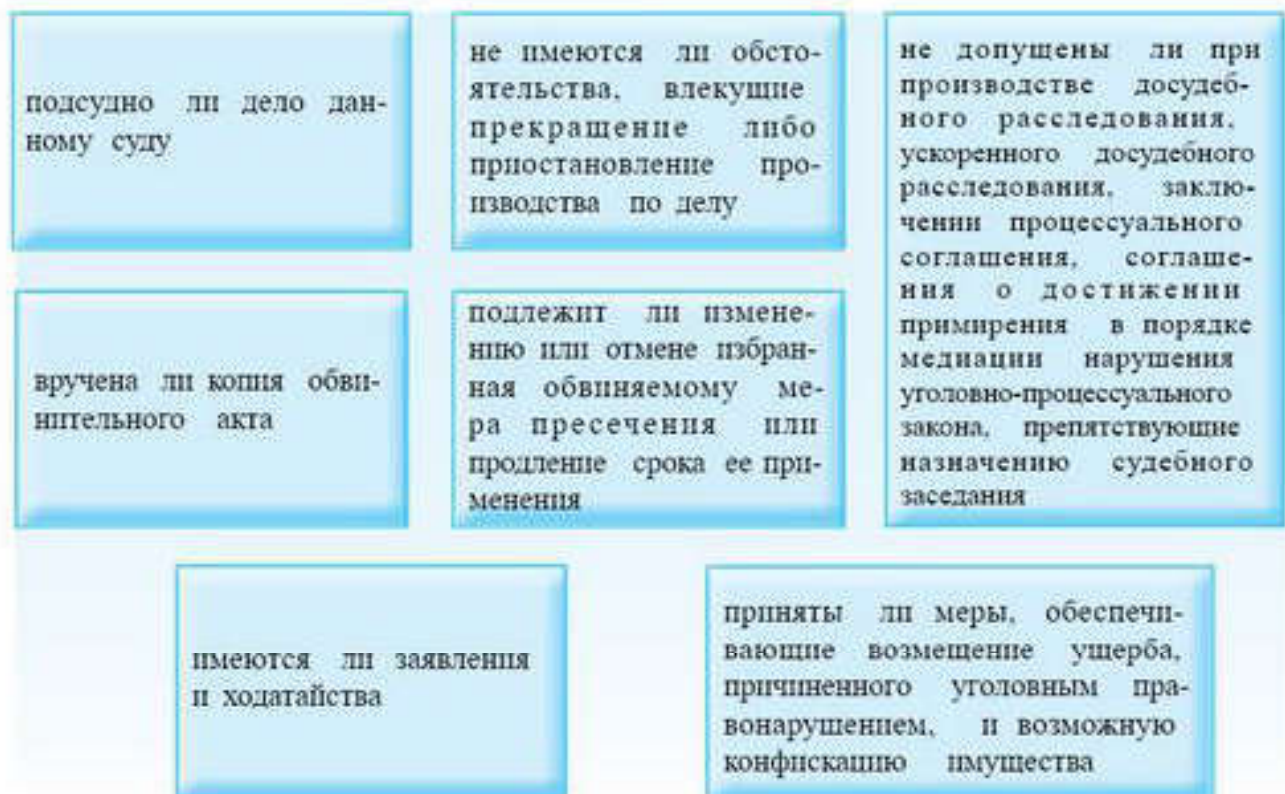 подсудно ли дело дан-
ному суду
не имеются ли обсто-
ятельства, влекущие
прекращение либо
приостановление про-
изводства по делу
не допущены ли при
производстве досудеб-
ного расследования,
ускоренного досудебного
расследования, заклю-
чении процессуального
соглашения, соглаше-
ния о достижении
примирения в порядке
медиации нарушения
уголовно-процессуального
закона, препятствующие
назначению судебного
заседания
вручена ли копия обви-
нительного акта
подлежит ли измене-
нию или отмене избран-
ная обвиняемому ме-
ра пресечения или
продление срока ее при-
менения
имеются ли заявления
и ходатайства
приняты ли меры, обеспечи-
вающие возмещение ущерба,
причиненного уголовным пра-
вонарушением, и возможную
конфискацию имущества